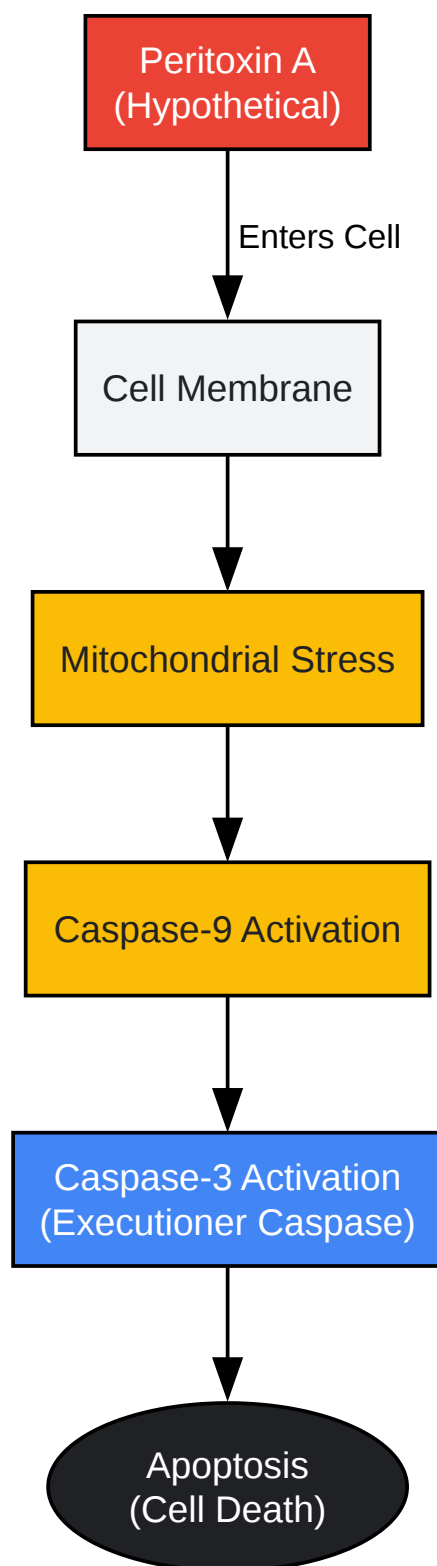 Peritoxin A
(Hypothetical)
Enters Cell
Cell Membrane
Mitochondrial Stress
Caspase-9 Activation
Caspase-3 Activation
(Executioner Caspase)
Apoptosis
(Cell Death)